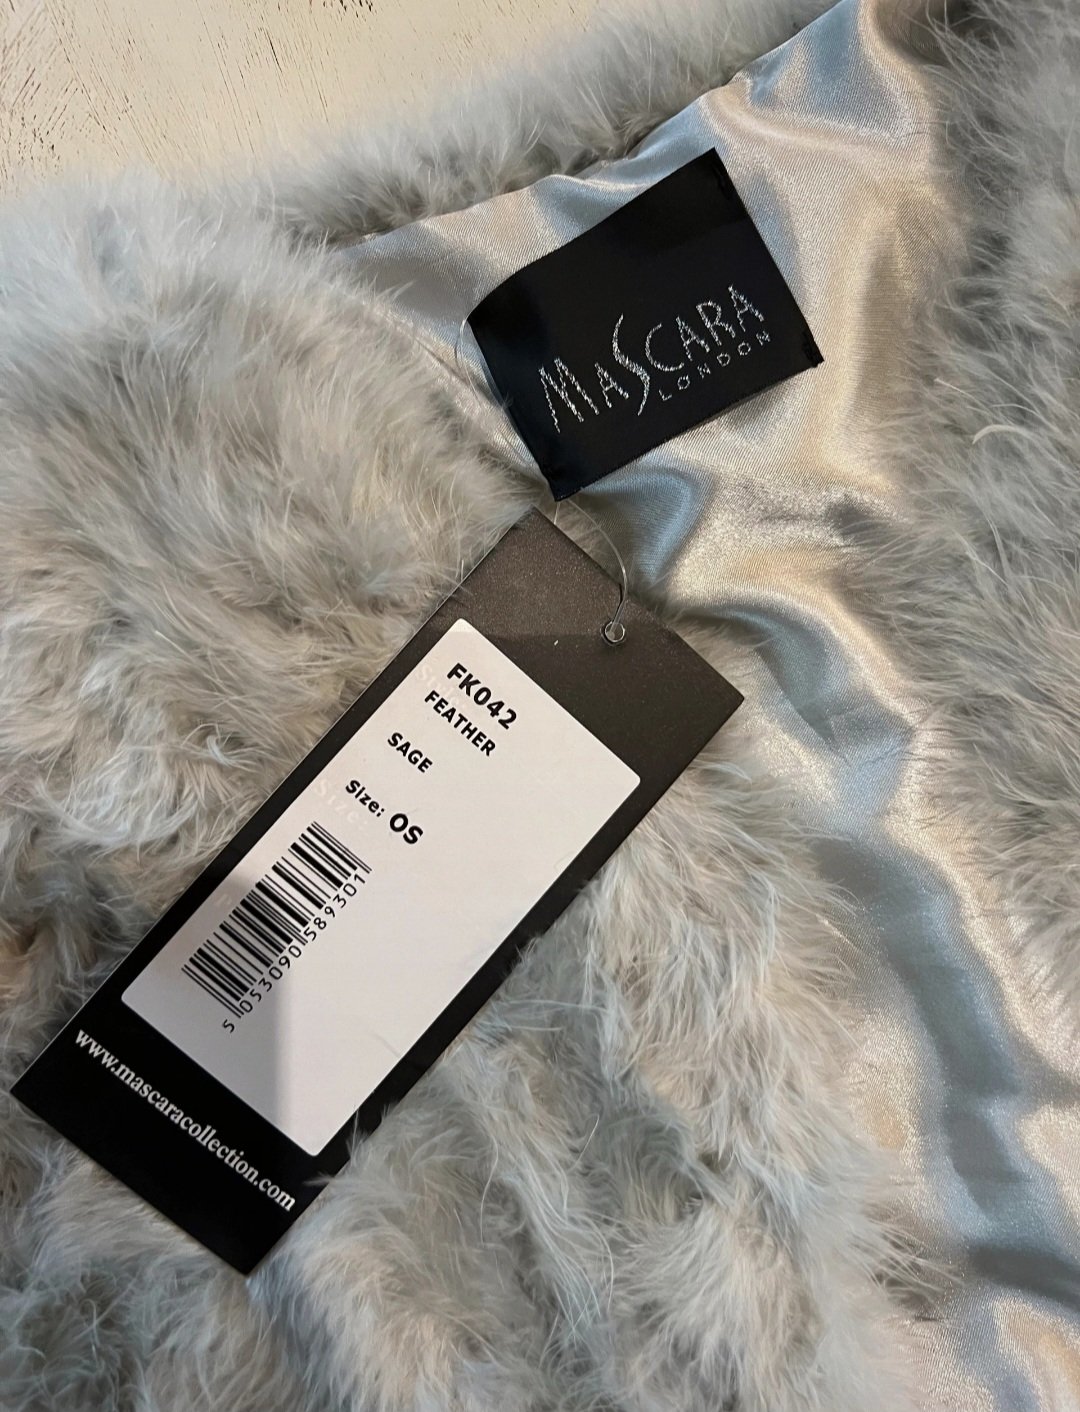 MASCARA
LONDON
FK042
FEATHER
SAGE
Size: OS
5 053090 589301
www.mascaracollection.com